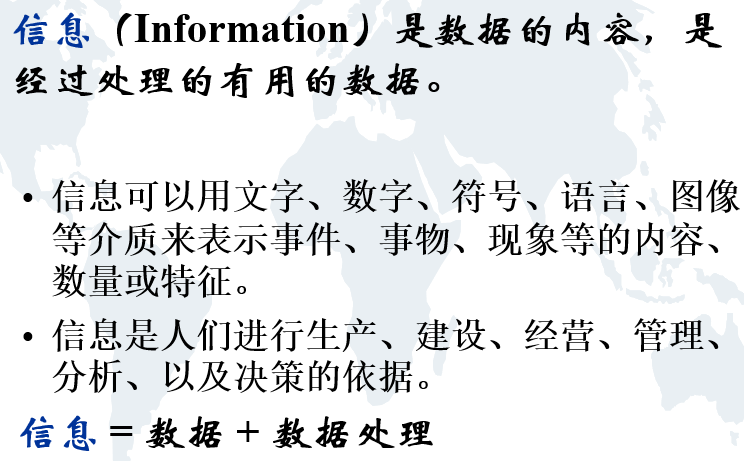 信息（Information）是数据的内容，是
经过处理的有用的数据。
• 信息可以用文字、数字、符号、语言、图像
等介质来表示事件、事物、现象等的内容、
数量或特征。
• 信息是人们进行生产、建设、经营、管理、
分析、以及决策的依据。
信息 = 数据 + 数据处理